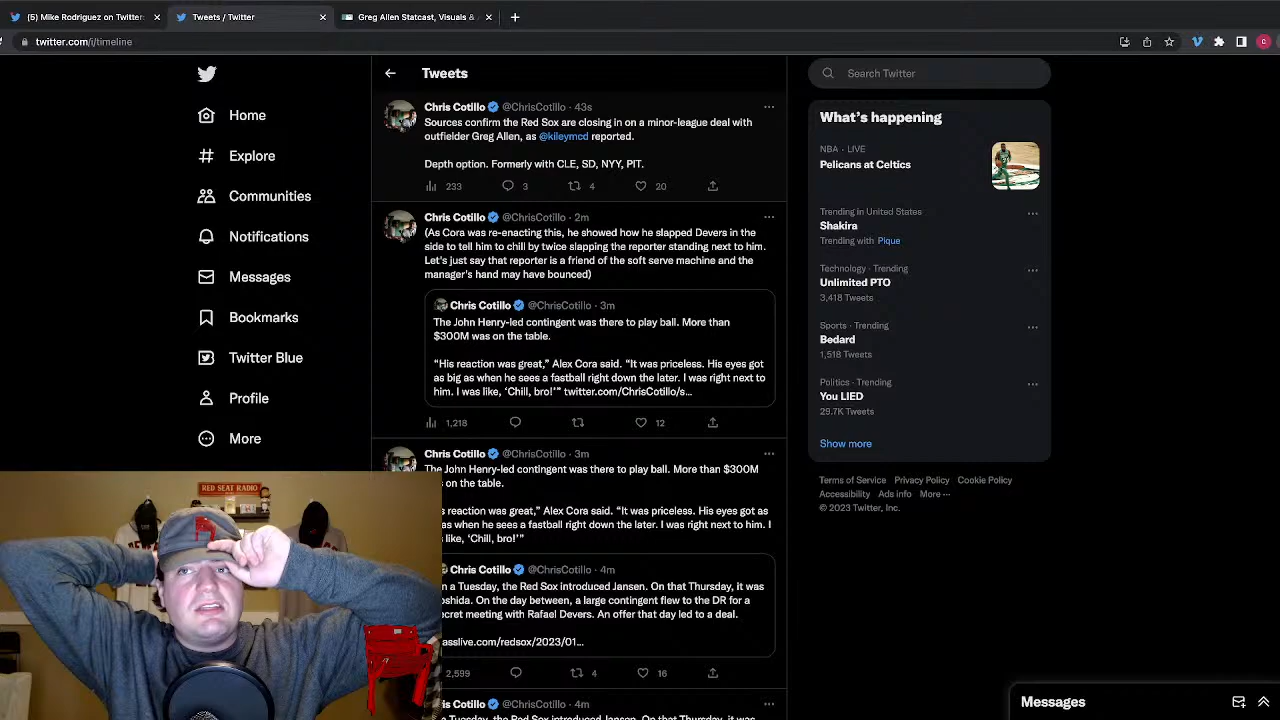 (5) Mike Rodriguez on Twitter
Tweets / Twitter
Greg Allen Statcast, Visuals &
twitter.com/i/timeline
Home
Explore
Communities
Notifications
Messages
Bookmarks
Twitter Blue
Profile
More
Tweets
Chris Cotillo @ChrisCotillo · 43s
Sources confirm the Red Sox are closing in on a minor-league deal with
outfielder Greg Allen, as @kileymcd reported.
Depth option. Formerly with CLE, SD, NYY, PIT.
233 3 4 20
Chris Cotillo @ChrisCotillo · 2m
(As Cora was re-enacting this, he showed how he slapped Devers in the
side to tell him to chill by twice slapping the reporter standing next to him.
Let's just say that reporter is a friend of the soft serve machine and the
manager's hand may have bounced)
Chris Cotillo @ChrisCotillo · 3m
The John Henry-led contingent was there to play ball. More than
$300M was on the table.
“His reaction was great,” Alex Cora said. “It was priceless. His eyes got
as big as when he sees a fastball right down the later. I was right next to
him. I was like, ‘Chill, bro!’” twitter.com/ChrisCotillo/s...
1,218 12
Chris Cotillo @ChrisCotillo · 3m
The John Henry-led contingent was there to play ball. More than $300M
s on the table.
s reaction was great,” Alex Cora said. “It was priceless. His eyes got as
as when he sees a fastball right down the later. I was right next to him. I
like, ‘Chill, bro!’”
Chris Cotillo @ChrisCotillo · 4m
n a Tuesday, the Red Sox introduced Jansen. On that Thursday, it was
oshida. On the day between, a large contingent flew to the DR for a
ecret meeting with Rafael Devers. An offer that day led to a deal.
asslive.com/redsox/2023/01...
2,599 4 16
Chris Cotillo @ChrisCotillo · 4m
a Tuesday, the Red Sox introduced Jansen. On that Thursday, it was
Search Twitter
What’s happening
NBA · LIVE
Pelicans at Celtics
Trending in United States
Shakira
Trending with Pique
Technology · Trending
Unlimited PTO
3,418 Tweets
Sports · Trending
Bedard
1,518 Tweets
Politics · Trending
You LIED
29.7K Tweets
Show more
Terms of Service Privacy Policy Cookie Policy
Accessibility Ads info More ···
© 2023 Twitter, Inc.
RED SEAT RADIO
Messages